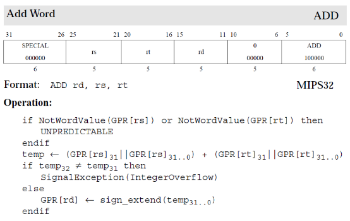 Add Word ADD
31 26 25 21 20 16 15 11 10 6 5 0
SPECIAL rs rt rd 0 ADD
000000 00000 100000
6 5 5 5 5 6
Format: ADD rd, rs, rt MIPS32
Operation:
if NotWordValue(GPR[rs]) or NotWordValue(GPR[rt]) then
UNPREDICTABLE
endif
temp ← (GPR[rs]31||GPR[rs]31..0) + (GPR[rt]31||GPR[rt]31..0)
if temp32 ≠ temp31 then
SignalException(IntegerOverflow)
else
GPR[rd] ← sign_extend(temp31..0)
endif